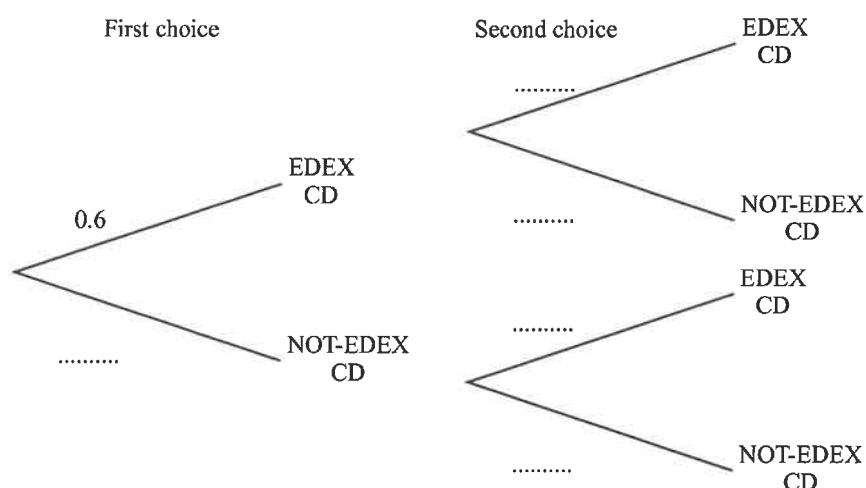 First choice
Second choice
EDEX
CD
..........
EDEX
CD
0.6
NOT-EDEX
CD
..........
EDEX
CD
..........
NOT-EDEX
CD
..........
NOT-EDEX
CD
..........